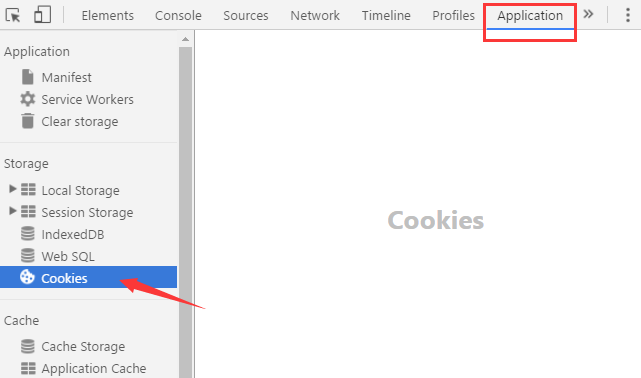 Elements Console Sources Network Timeline Profiles Application »
Application
Manifest
Service Workers
Clear storage
Storage
Local Storage
Session Storage
IndexedDB
Web SQL
Cookies
Cookies
Cache
Cache Storage
Application Cache